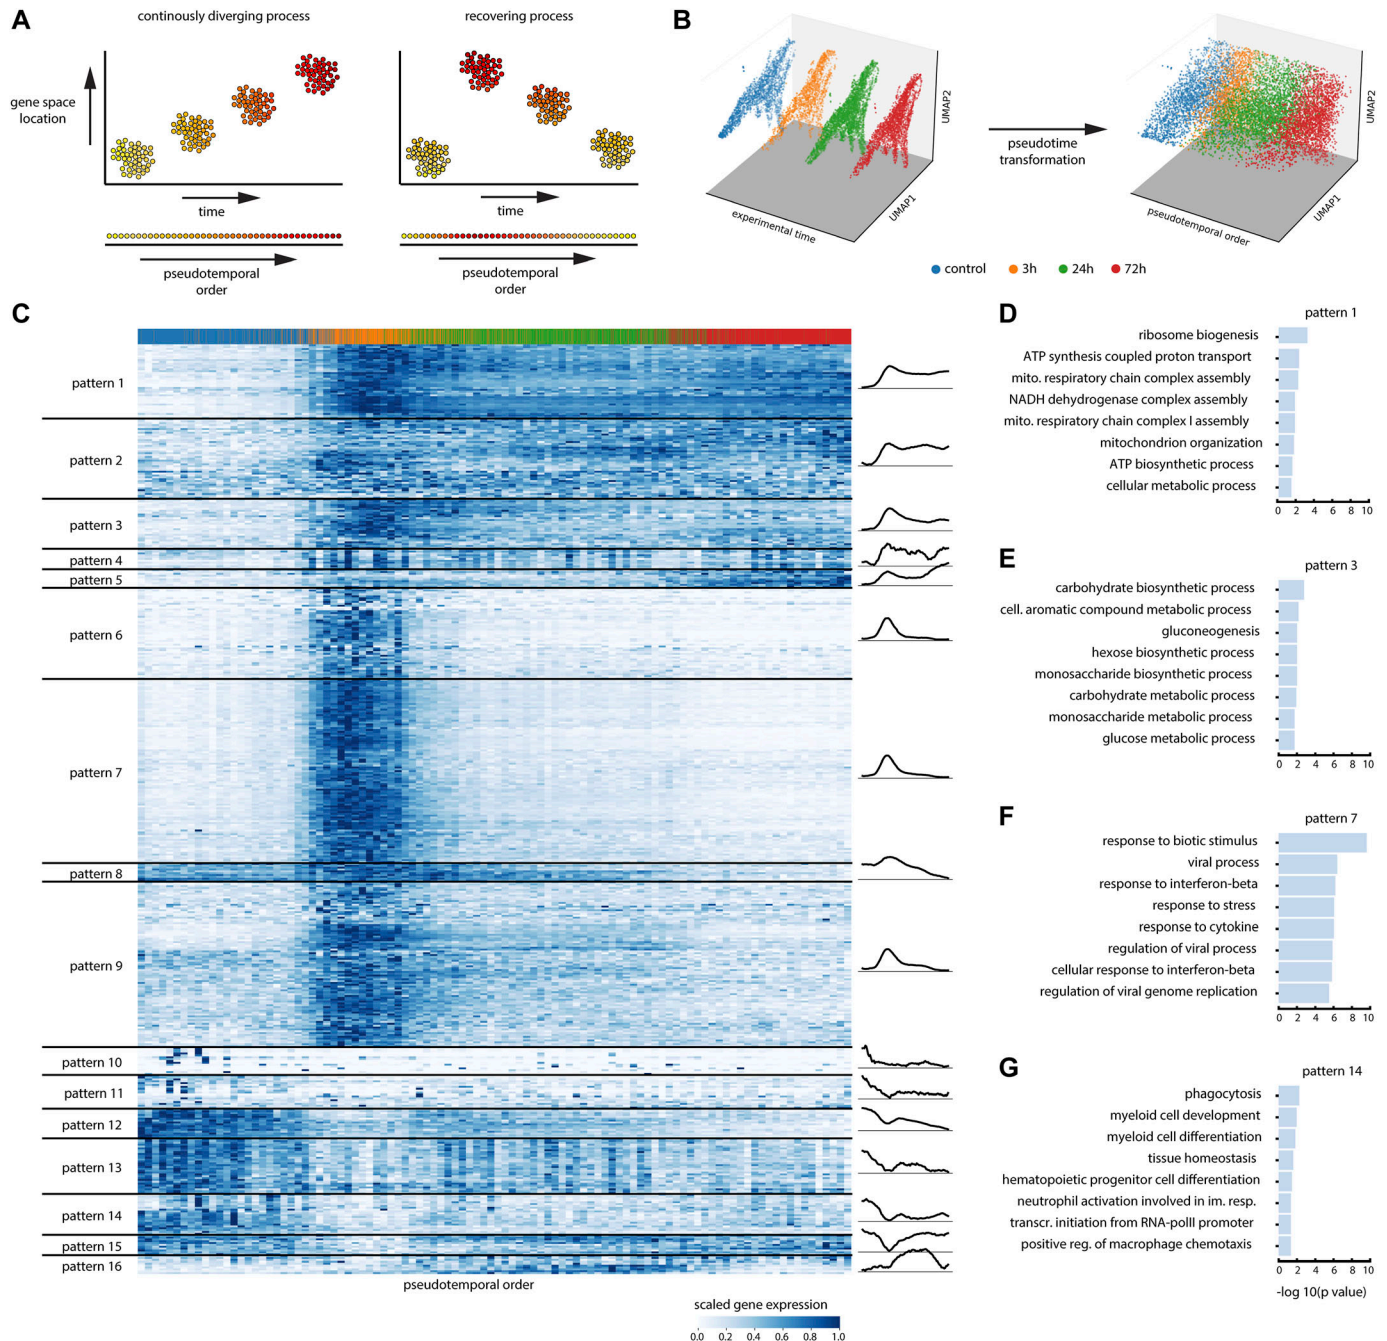 A
continously diverging process
recovering process
gene space
location
time
time
pseudotemporal
order
pseudotemporal
order
B
UMAP2
UMAP1
experimental time
pseudotime
transformation
UMAP2
UMAP1
pseudotemporal order
control
3h
24h
72h
C
pattern 1
pattern 2
pattern 3
pattern 4
pattern 5
pattern 6
pattern 7
pattern 8
pattern 9
pattern 10
pattern 11
pattern 12
pattern 13
pattern 14
pattern 15
pattern 16
pseudotemporal order
scaled gene expression
0.0 0.2 0.4 0.6 0.8 1.0
D
pattern 1
ribosome biogenesis
ATP synthesis coupled proton transport
mito. respiratory chain complex assembly
NADH dehydrogenase complex assembly
mito. respiratory chain complex I assembly
mitochondrion organization
ATP biosynthetic process
cellular metabolic process
0 2 4 6 8 10
E
pattern 3
carbohydrate biosynthetic process
cell. aromatic compound metabolic process
gluconeogenesis
hexose biosynthetic process
monosaccharide biosynthetic process
carbohydrate metabolic process
monosaccharide metabolic process
glucose metabolic process
0 2 4 6 8 10
F
pattern 7
response to biotic stimulus
viral process
response to interferon-beta
response to stress
response to cytokine
regulation of viral process
cellular response to interferon-beta
regulation of viral genome replication
0 2 4 6 8 10
G
pattern 14
phagocytosis
myeloid cell development
myeloid cell differentiation
tissue homeostasis
hematopoietic progenitor cell differentiation
neutrophil activation involved in im. resp.
transcr. initiation from RNA-polII promoter
positive reg. of macrophage chemotaxis
0 2 4 6 8 10
-log 10(p value)